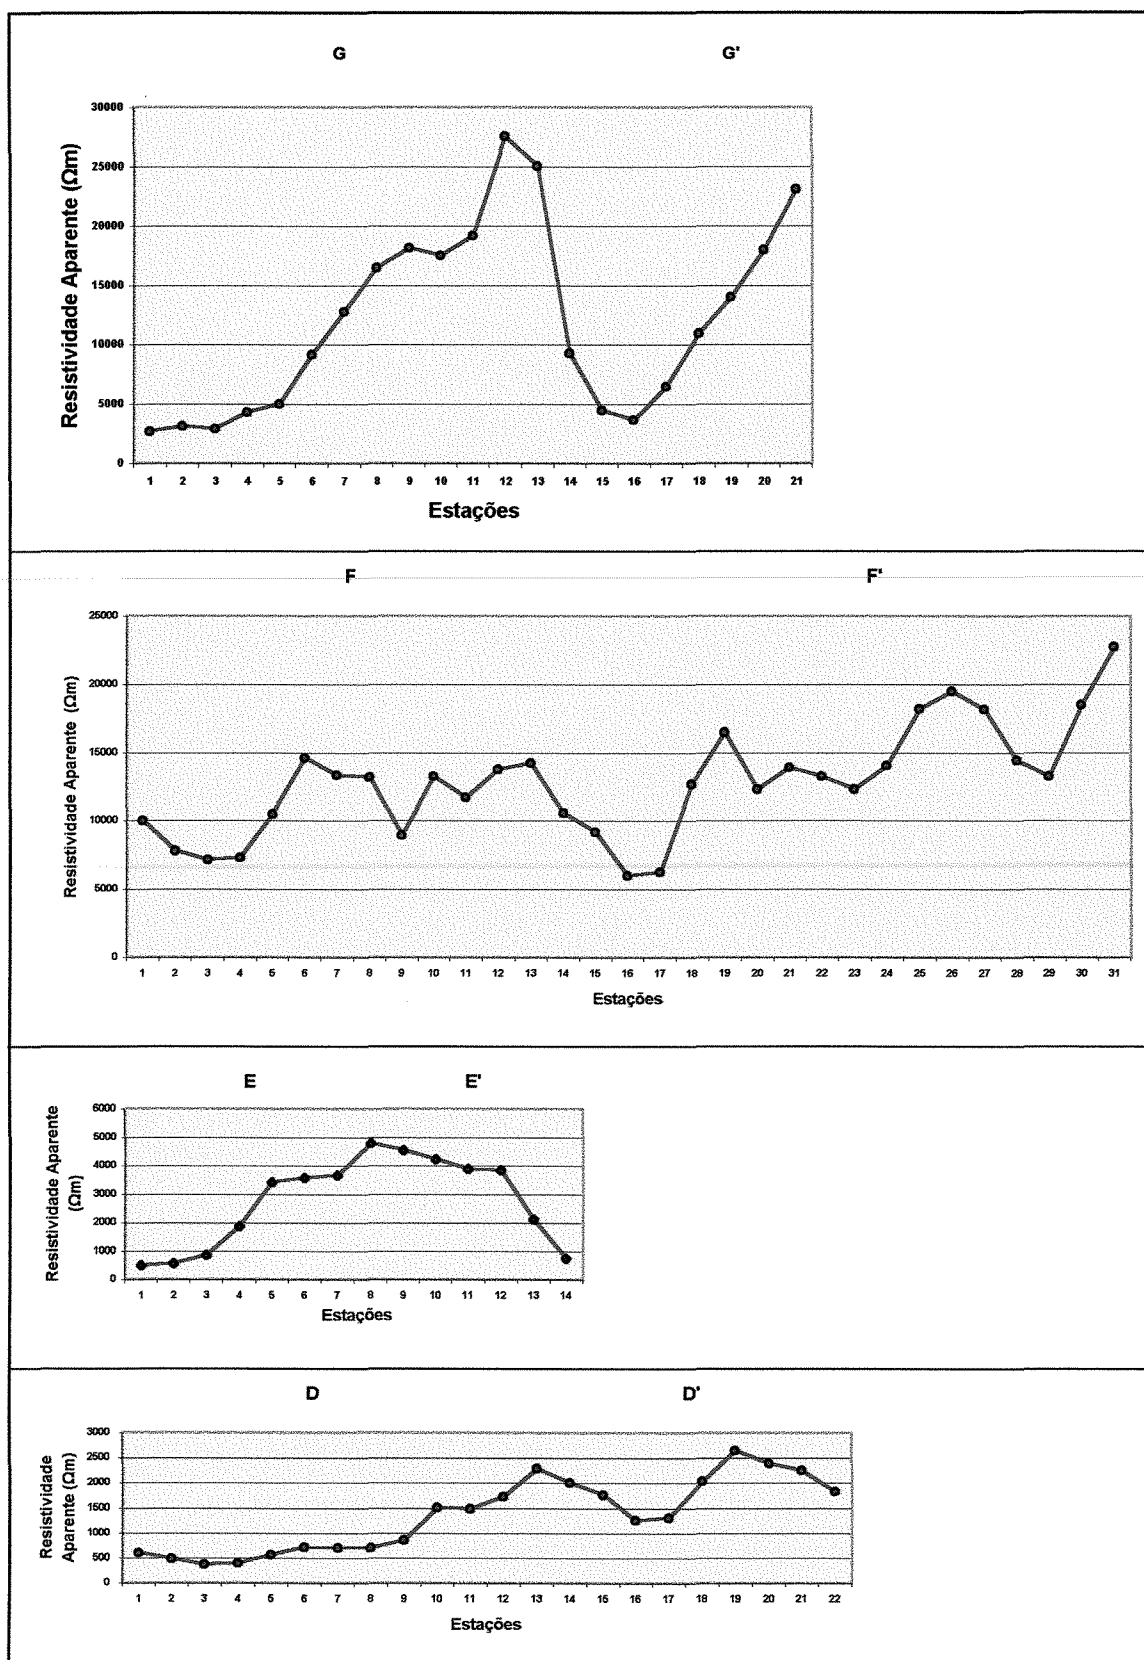 G G'
Resistividade Aparente (Ωm)
30000
25000
20000
15000
10000
5000
0
1 2 3 4 5 6 7 8 9 10 11 12 13 14 15 16 17 18 19 20 21
Estações
F F'
Resistividade Aparente (Ωm)
25000
20000
15000
10000
5000
0
1 2 3 4 5 6 7 8 9 10 11 12 13 14 15 16 17 18 19 20 21 22 23 24 25 26 27 28 29 30 31
Estações
E E'
Resistividade Aparente
(Ωm)
6000
5000
4000
3000
2000
1000
0
1 2 3 4 5 6 7 8 9 10 11 12 13 14
Estações
D D'
Resistividade
Aparente (Ωm)
3000
2500
2000
1500
1000
500
0
1 2 3 4 5 6 7 8 9 10 11 12 13 14 15 16 17 18 19 20 21 22
Estações